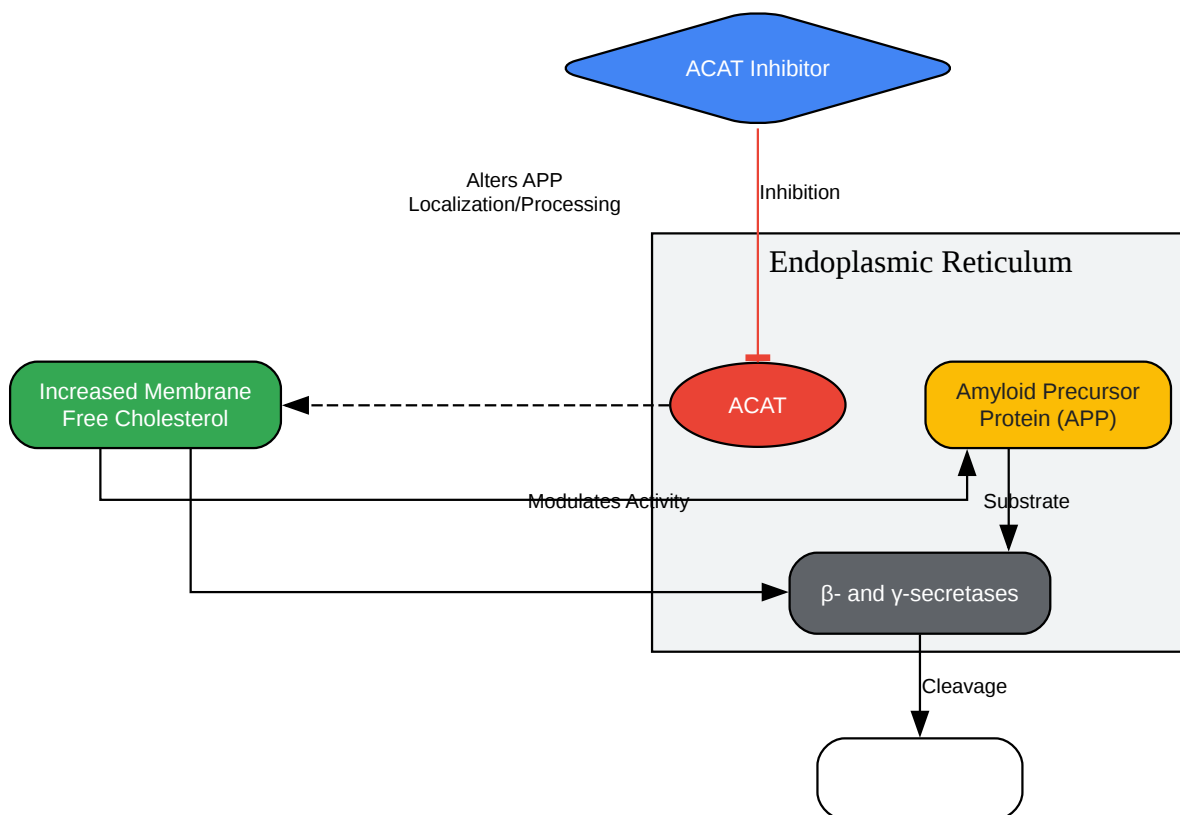 ACAT Inhibitor
Alters APP
Localization/Processing
Inhibition
Endoplasmic Reticulum
Increased Membrane
Free Cholesterol
ACAT
Amyloid Precursor
Protein (APP)
Modulates Activity
Substrate
β- and γ-secretases
Cleavage